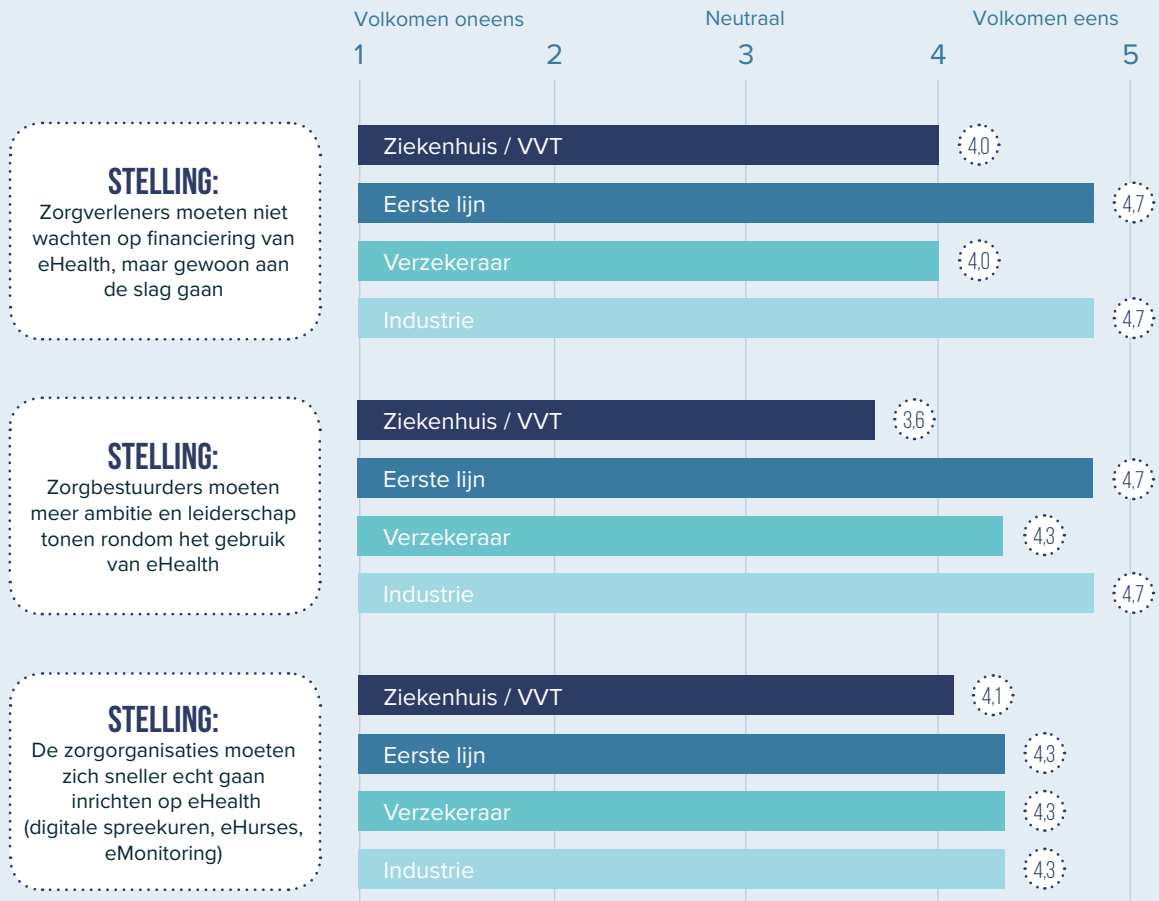 Volkomen oneens Neutraal Volkomen eens
1 2 3 4 5
STELLING:
Zorgverleners moeten niet
wachten op financiering van
eHealth, maar gewoon aan
de slag gaan
Ziekenhuis / VVT 4,0
Eerste lijn 4,7
Verzekeraar 4,0
Industrie 4,7
STELLING:
Zorgbestuurders moeten
meer ambitie en leiderschap
tonen rondom het gebruik
van eHealth
Ziekenhuis / VVT 3,6
Eerste lijn 4,7
Verzekeraar 4,3
Industrie 4,7
STELLING:
De zorgorganisaties moeten
zich sneller echt gaan
inrichten op eHealth
(digitale spreekuren, eHurses,
eMonitoring)
Ziekenhuis / VVT 4,1
Eerste lijn 4,3
Verzekeraar 4,3
Industrie 4,3